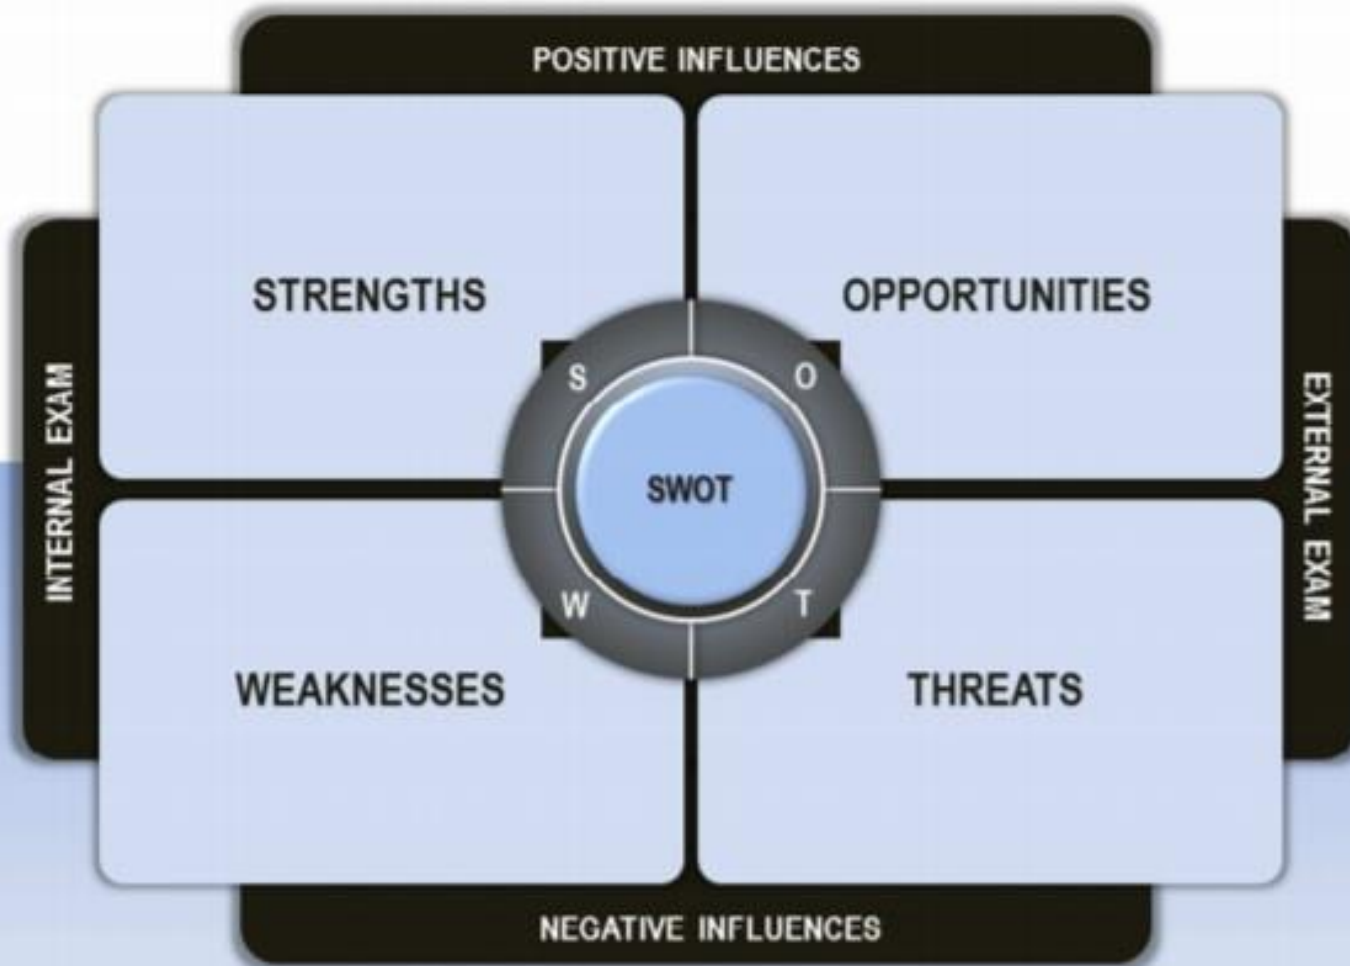 POSITIVE INFLUENCES
STRENGTHS
OPPORTUNITIES
INTERNAL EXAM
EXTERNAL EXAM
S
O
SWOT
W
T
WEAKNESSES
THREATS
NEGATIVE INFLUENCES